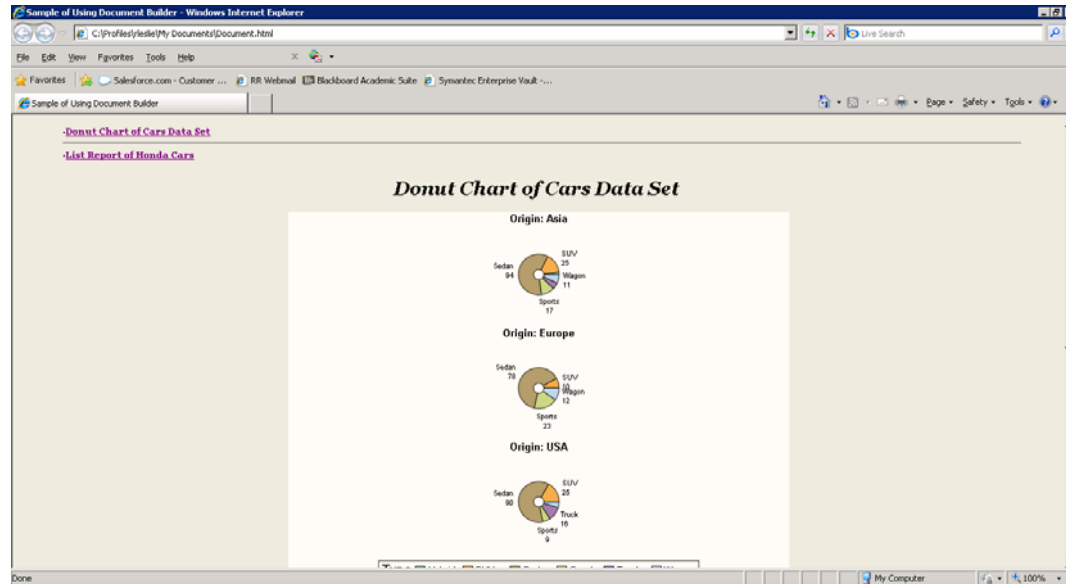 Sample of Using Document Builder - Windows Internet Explorer
C:\Profiles\rleslie\My Documents\Document.html
Live Search
File Edit View Favorites Tools Help
Favorites Salesforce.com - Customer ... RR Webmail Blackboard Academic Suite Symantec Enterprise Vault -...
Sample of Using Document Builder
Page Safety Tools
·Donut Chart of Cars Data Set
·List Report of Honda Cars
Donut Chart of Cars Data Set
Origin: Asia
SUV
25
Sedan
94
Wagon
11
Sports
17
Origin: Europe
Sedan
78
SUV
10
Wagon
12
Sports
23
Origin: USA
SUV
25
Sedan
90
Truck
16
Sports
9
Done
My Computer
100%